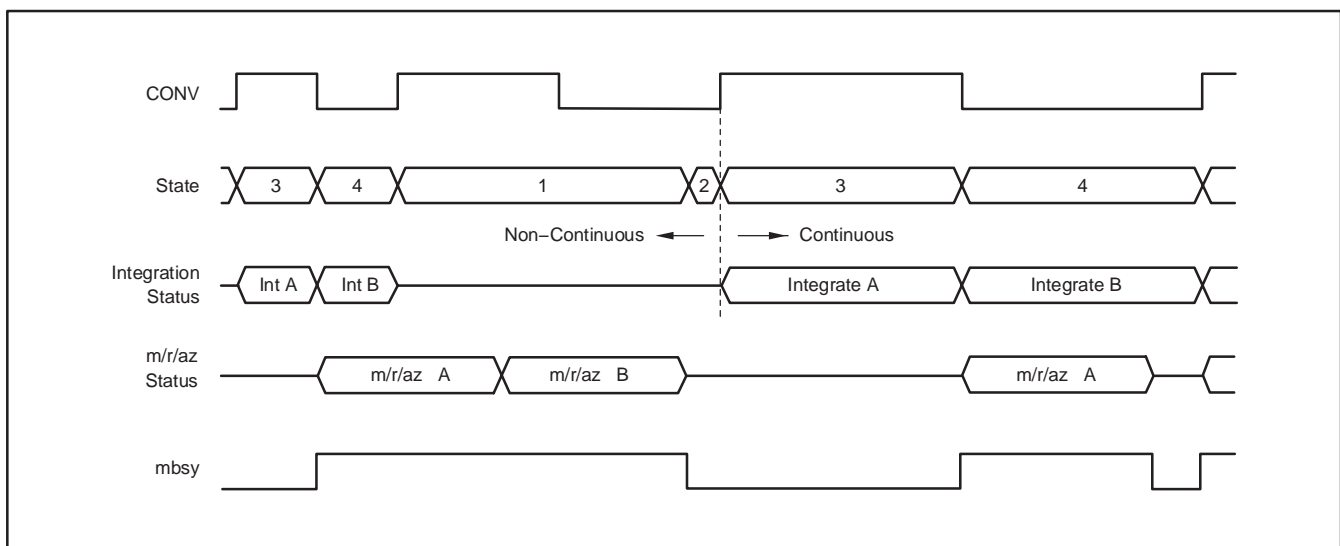 CONV
State
3
4
1
2
3
4
Non−Continuous
Continuous
Integration
Status
Int A
Int B
Integrate A
Integrate B
m/r/az
Status
m/r/az A
m/r/az B
m/r/az A
mbsy